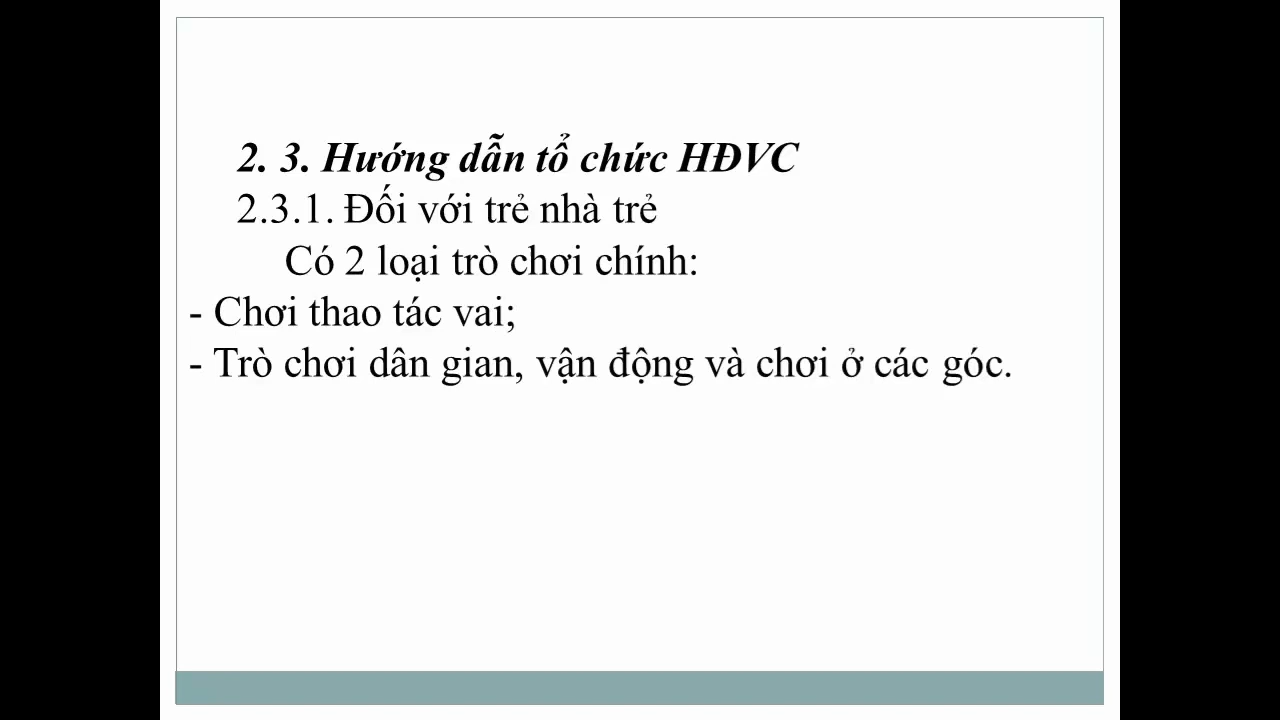 2. 3. Hướng dẫn tổ chức HĐVC
2.3.1. Đối với trẻ nhà trẻ
Có 2 loại trò chơi chính:
- Chơi thao tác vai;
- Trò chơi dân gian, vận động và chơi ở các góc.